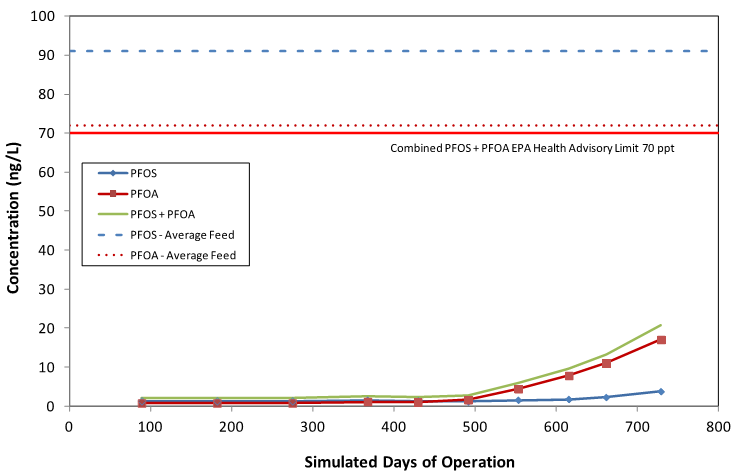 100
90
80
70
60
50
40
30
20
10
0
Concentration (ng/L)
Combined PFOS + PFOA EPA Health Advisory Limit 70 ppt
PFOS
PFOA
PFOS + PFOA
PFOS - Average Feed
PFOA - Average Feed
0 100 200 300 400 500 600 700 800
Simulated Days of Operation